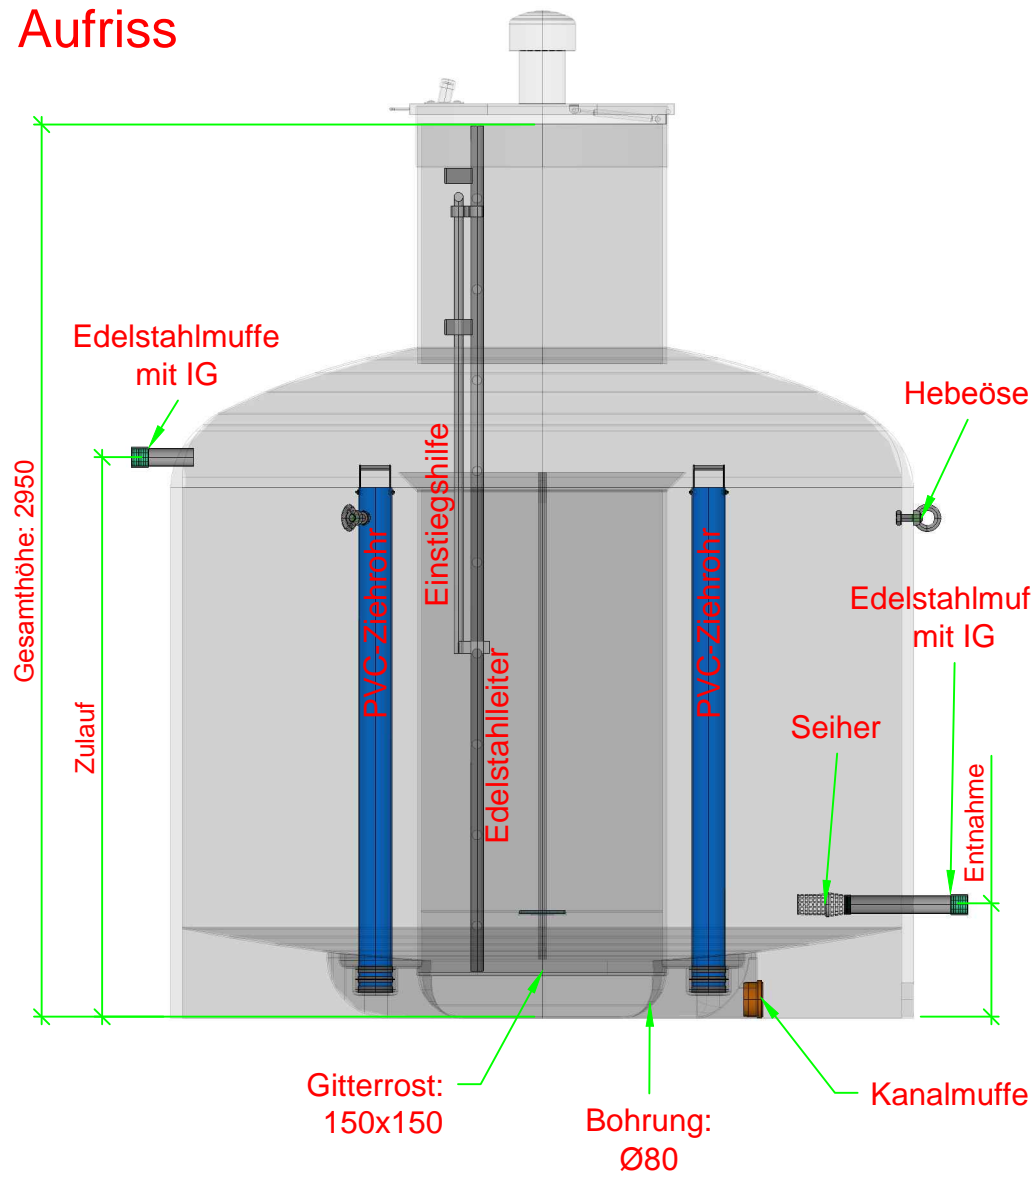 Aufriss
Edelstahlmuffe
mit IG
Hebeöse
Gesamthöhe: 2950
Einstiegshilfe
PVC-Ziehrohr
PVC-Ziehrohr
Edelstahlmuf
mit IG
Zulauf
Edelstahlleiter
Seiher
Entnahme
Gitterrost:
150x150
Bohrung:
Ø80
Kanalmuffe